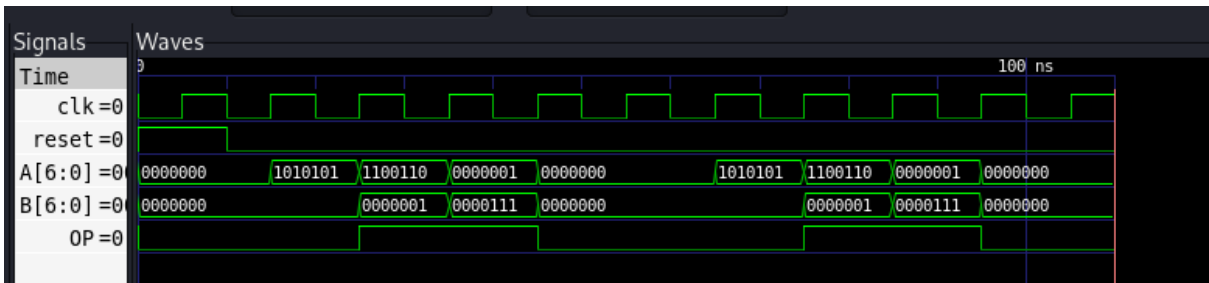 Signals Waves
Time 0 100 ns
clk=0
reset=0
A[6:0]=0 0000000 1010101 1100110 0000001 0000000 1010101 1100110 0000001 0000000
B[6:0]=0 0000000 0000001 0000111 0000000 0000001 0000111 0000000
OP=0